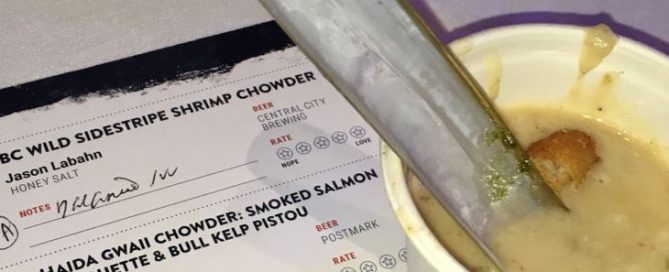 BC WILD SIDESTRIPE SHRIMP CHOWDER
Jason Labahn
HONEY SALT
BEER
CENTRAL CITY
BREWING
RATE
NOPE LOVE
NOTES
A
HAIDA GWAII CHOWDER: SMOKED SALMON
UETTE & BULL KELP PISTOU
BEER
POSTMARK
RATE